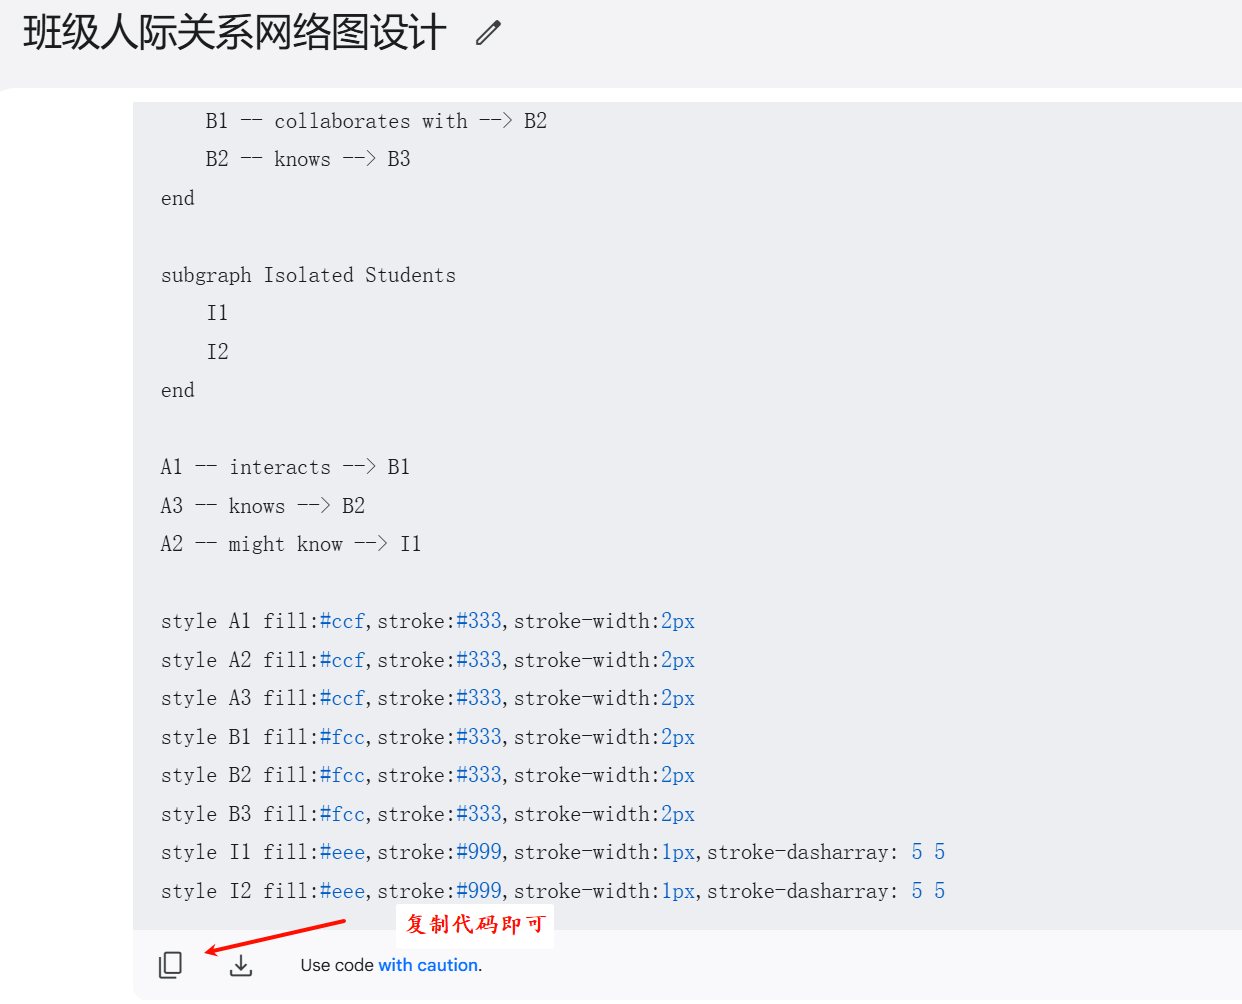 班级人际关系网络图设计
B1 -- collaborates with --> B2
B2 -- knows --> B3
end
subgraph Isolated Students
I1
I2
end
A1 -- interacts --> B1
A3 -- knows --> B2
A2 -- might know --> I1
style A1 fill:#ccf,stroke:#333,stroke-width:2px
style A2 fill:#ccf,stroke:#333,stroke-width:2px
style A3 fill:#ccf,stroke:#333,stroke-width:2px
style B1 fill:#fcc,stroke:#333,stroke-width:2px
style B2 fill:#fcc,stroke:#333,stroke-width:2px
style B3 fill:#fcc,stroke:#333,stroke-width:2px
style I1 fill:#eee,stroke:#999,stroke-width:1px,stroke-dasharray: 5 5
style I2 fill:#eee,stroke:#999,stroke-width:1px,stroke-dasharray: 5 5
复制代码即可
Use code with caution.